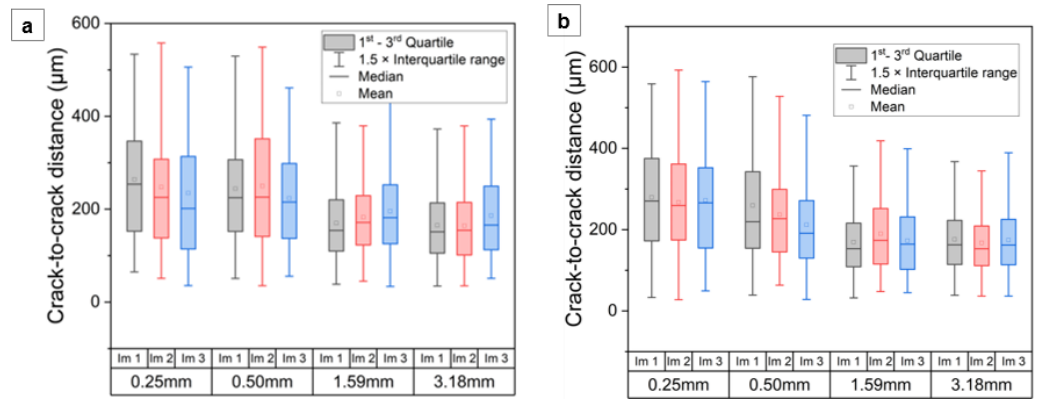 a
Crack-to-crack distance (µm)
600
400
200
0
1st - 3rd Quartile
1.5 × Interquartile range
Median
Mean
Im 1 Im 2 Im 3 Im 1 Im 2 Im 3 Im 1 Im 2 Im 3 Im 1 Im 2 Im 3
0.25mm 0.50mm 1.59mm 3.18mm
b
Crack-to-crack distance (µm)
600
400
200
0
1st - 3rd Quartile
1.5 × Interquartile range
Median
Mean
Im 1 Im 2 Im 3 Im 1 Im 2 Im 3 Im 1 Im 2 Im 3 Im 1 Im 2 Im 3
0.25mm 0.50mm 1.59mm 3.18mm